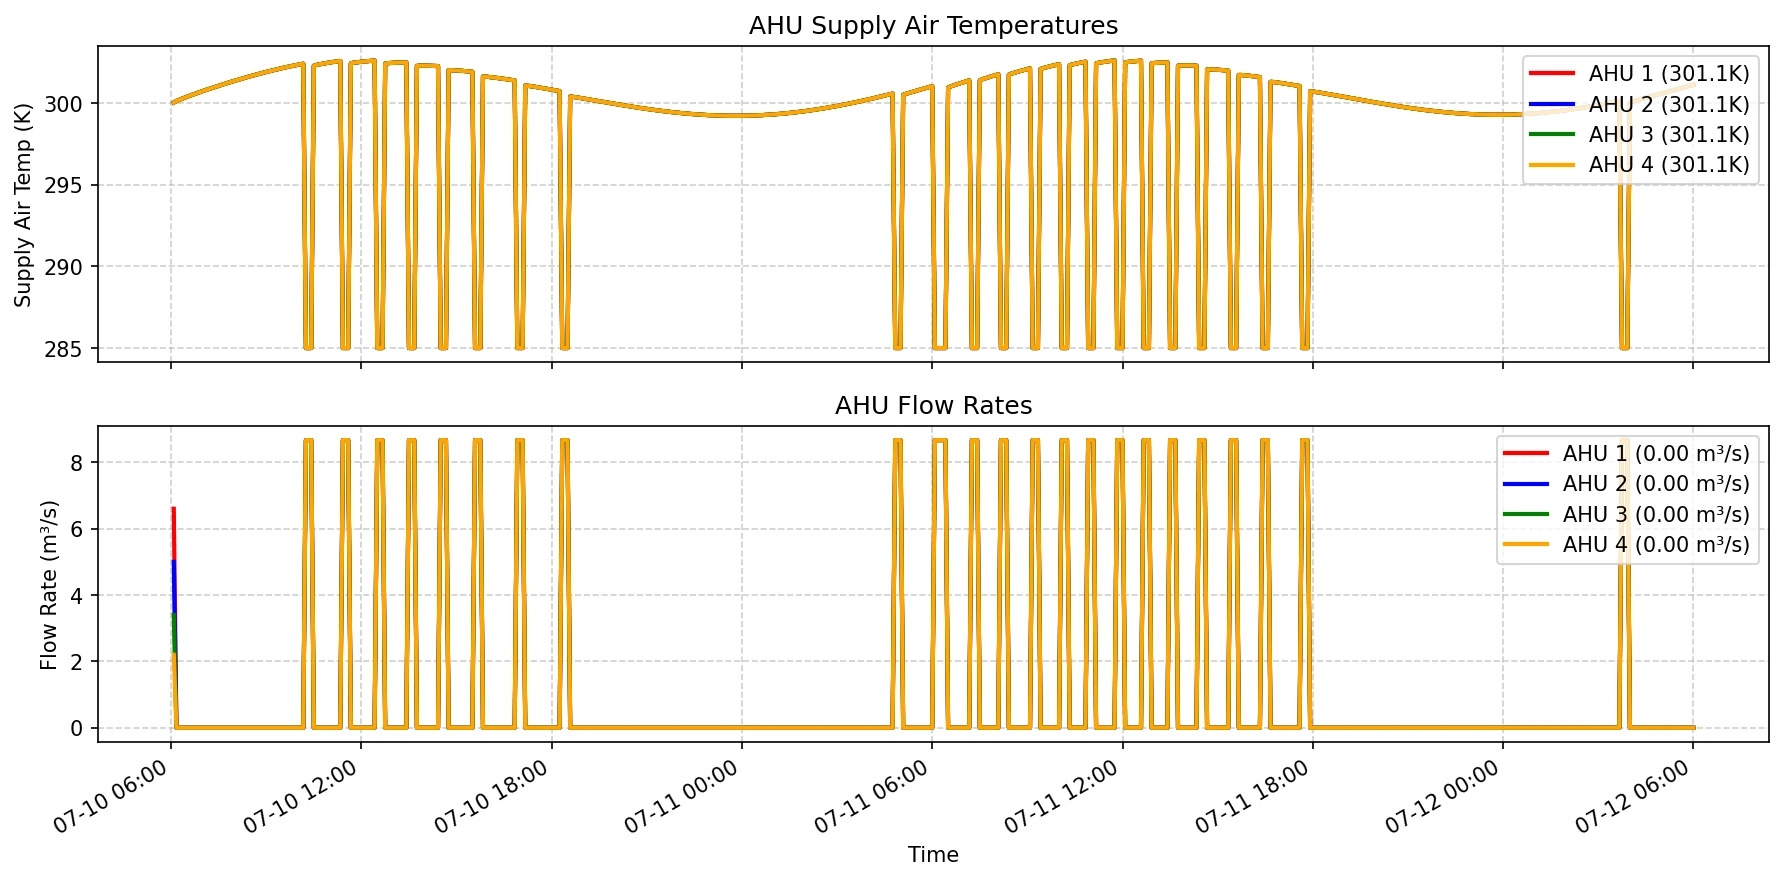 AHU Supply Air Temperatures
Supply Air Temp (K)
300
295
290
285
AHU 1 (301.1K)
AHU 2 (301.1K)
AHU 3 (301.1K)
AHU 4 (301.1K)
AHU Flow Rates
Flow Rate (m³/s)
8
6
4
2
0
AHU 1 (0.00 m³/s)
AHU 2 (0.00 m³/s)
AHU 3 (0.00 m³/s)
AHU 4 (0.00 m³/s)
07-10 06:00
07-10 12:00
07-10 18:00
07-11 00:00
07-11 06:00
07-11 12:00
07-11 18:00
07-12 00:00
07-12 06:00
Time